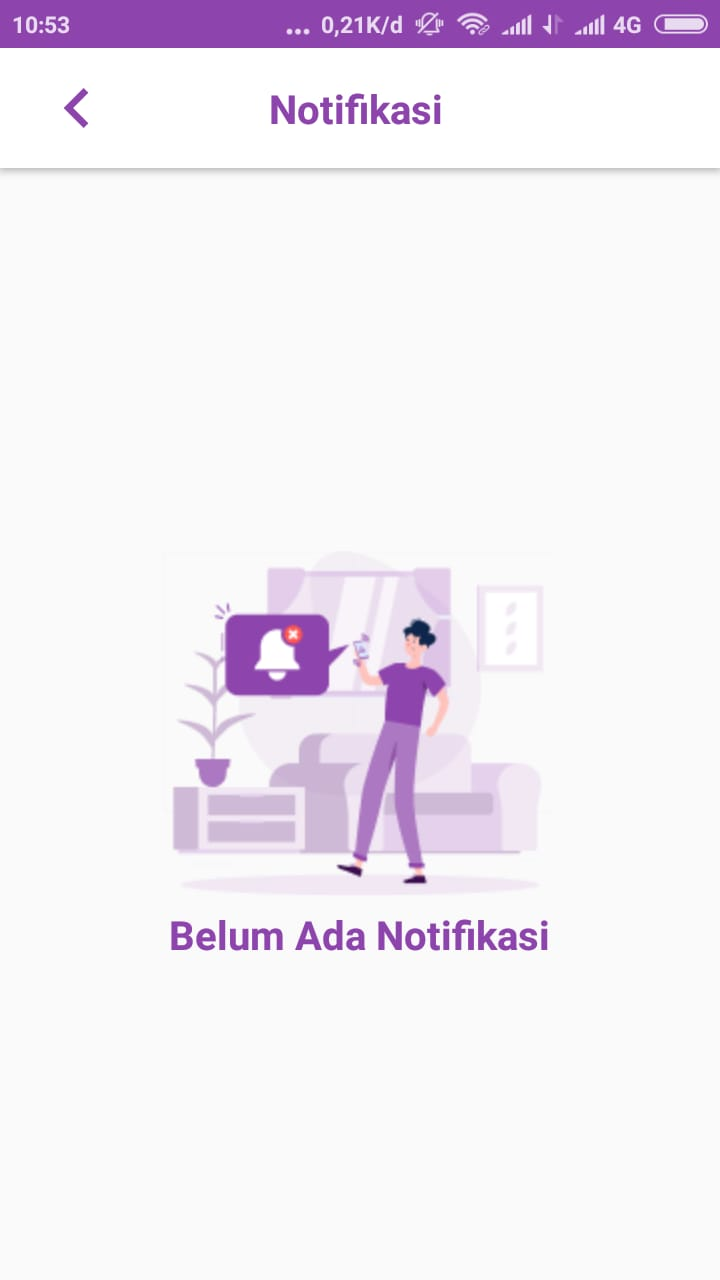 10:53 ... 0,21K/d 4G
Notifikasi
Belum Ada Notifikasi